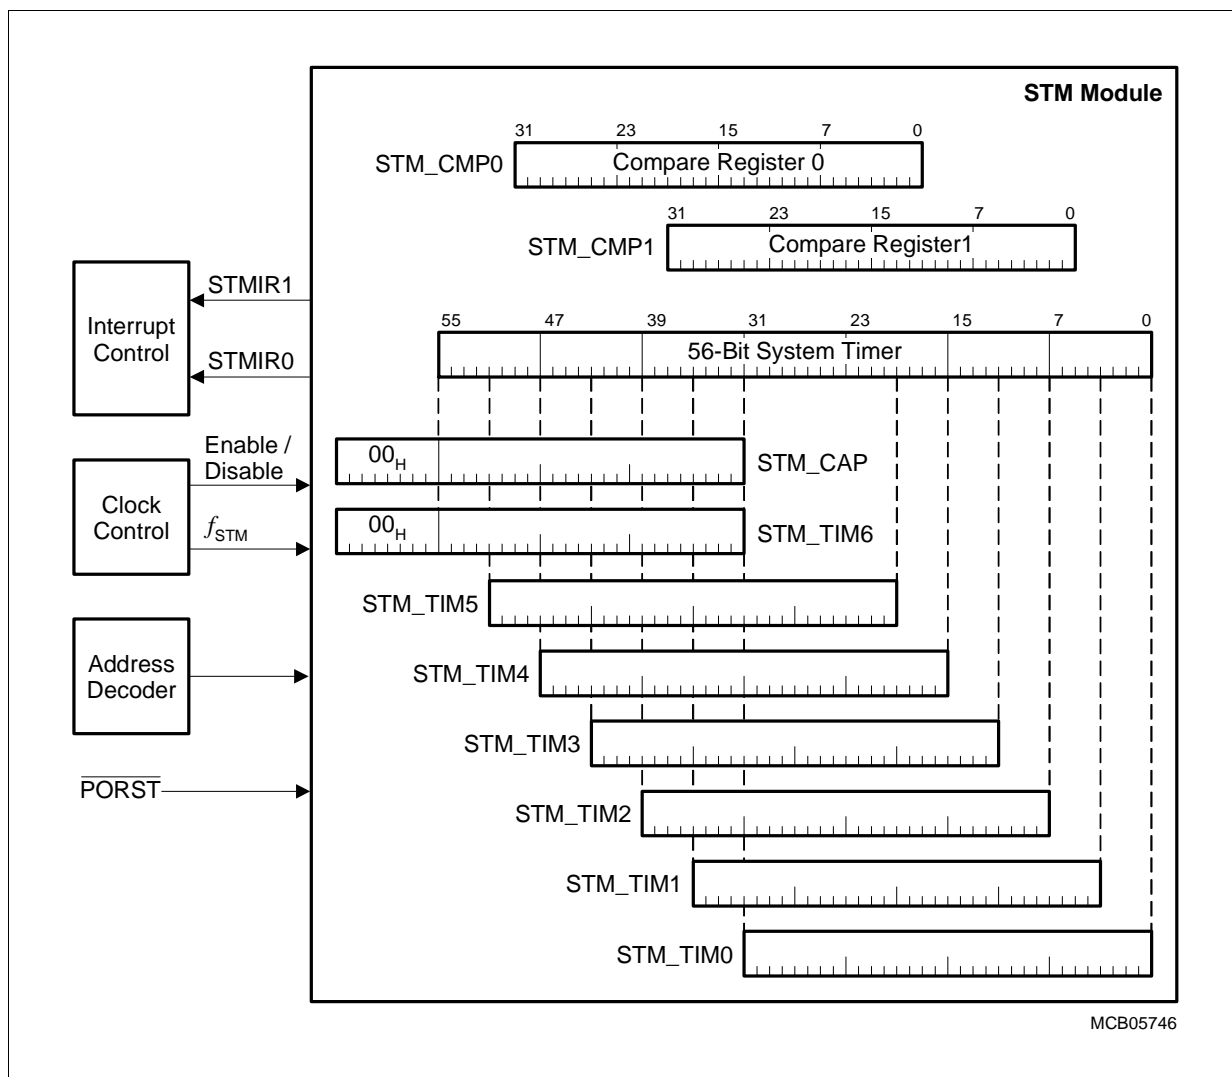 STM Module
31 23 15 7 0
STM_CMP0 Compare Register 0
31 23 15 7 0
STM_CMP1 Compare Register1
STMIR1
Interrupt
Control
STMIR0
55 47 39 31 23 15 7 0
56-Bit System Timer
Enable /
Disable
Clock
Control
fSTM
00H STM_CAP
00H STM_TIM6
STM_TIM5
Address
Decoder
STM_TIM4
STM_TIM3
PORST
STM_TIM2
STM_TIM1
STM_TIM0
MCB05746